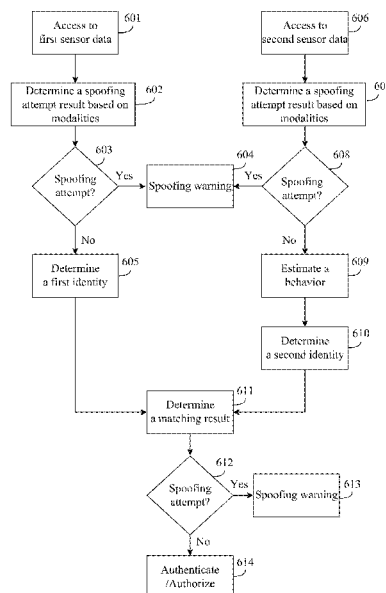 Access to
first sensor data
601
Access to
second sensor data
606
Determine a spoofing
attempt result based on
modalities
602
Determine a spoofing
attempt result based on
modalities
60
603
Spoofing
attempt?
Yes
No
604
Spoofing warning
608
Spoofing
attempt?
Yes
No
Determine
a first identity
605
Estimate a
behavior
609
Determine
a second identity
610
Determine
a matching result
611
612
Spoofing
attempt?
Yes
No
Spoofing warning
613
Authenticate
/Authorize
614